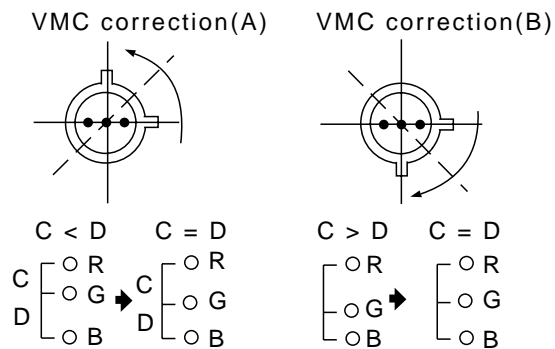 VMC correction(A) VMC correction(B)
C < D C = D C > D C = D
R R R R
C C
G G G G
D D
B B B B